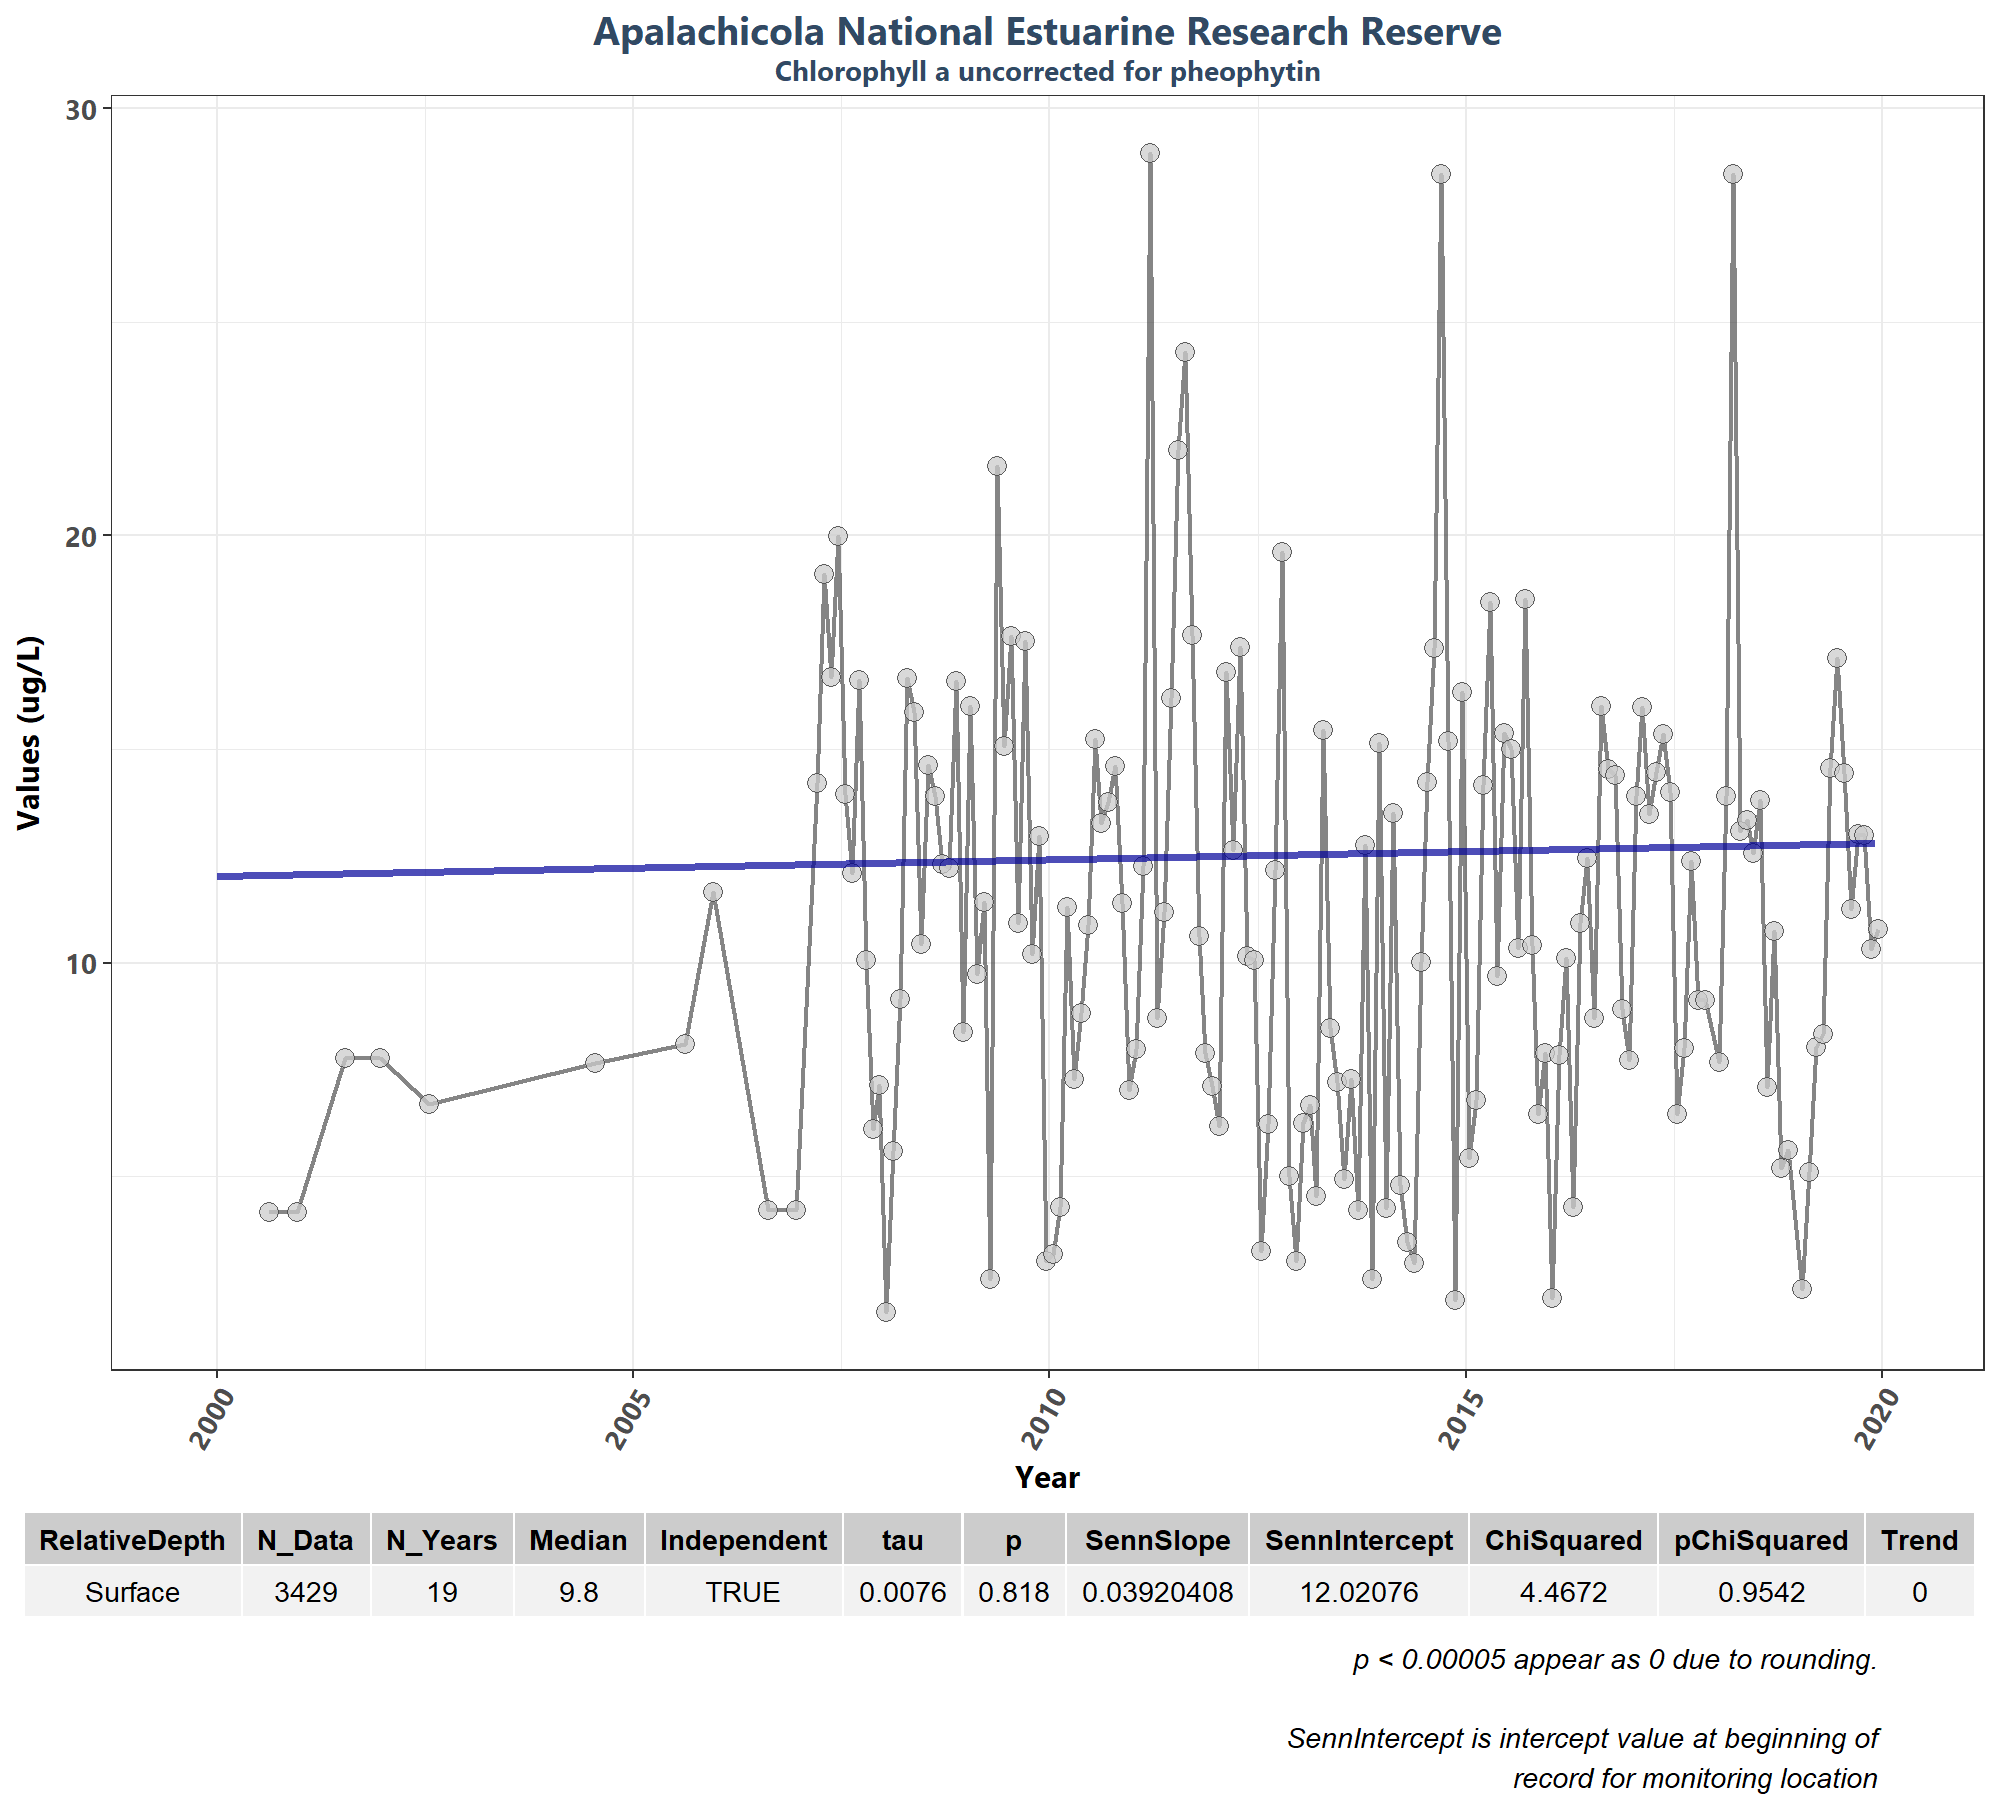 Apalachicola National Estuarine Research Reserve
Chlorophyll a uncorrected for pheophytin
Values (ug/L)
30
20
10
2000
2005
2010
2015
2020
Year
RelativeDepth N_Data N_Years Median Independent tau p SennSlope SennIntercept ChiSquared pChiSquared Trend
Surface 3429 19 9.8 TRUE 0.0076 0.818 0.03920408 12.02076 4.4672 0.9542 0
p < 0.00005 appear as 0 due to rounding.
SennIntercept is intercept value at beginning of
record for monitoring location